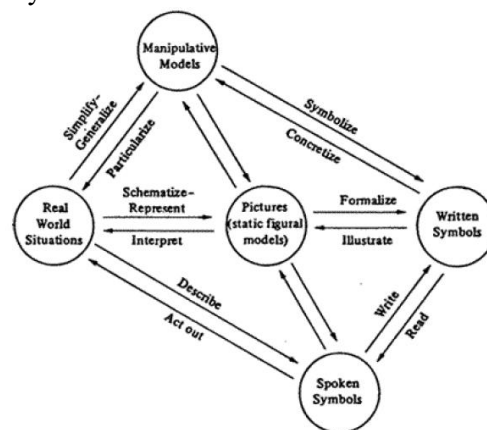 y
Manipulative
Models
Simplify-
Generalize
Particularize
Symbolize
Concretize
Real
World
Situations
Schematize-
Represent
Interpret
Pictures
(static figural
models)
Formalize
Illustrate
Written
Symbols
Describe
Act out
Write
Read
Spoken
Symbols